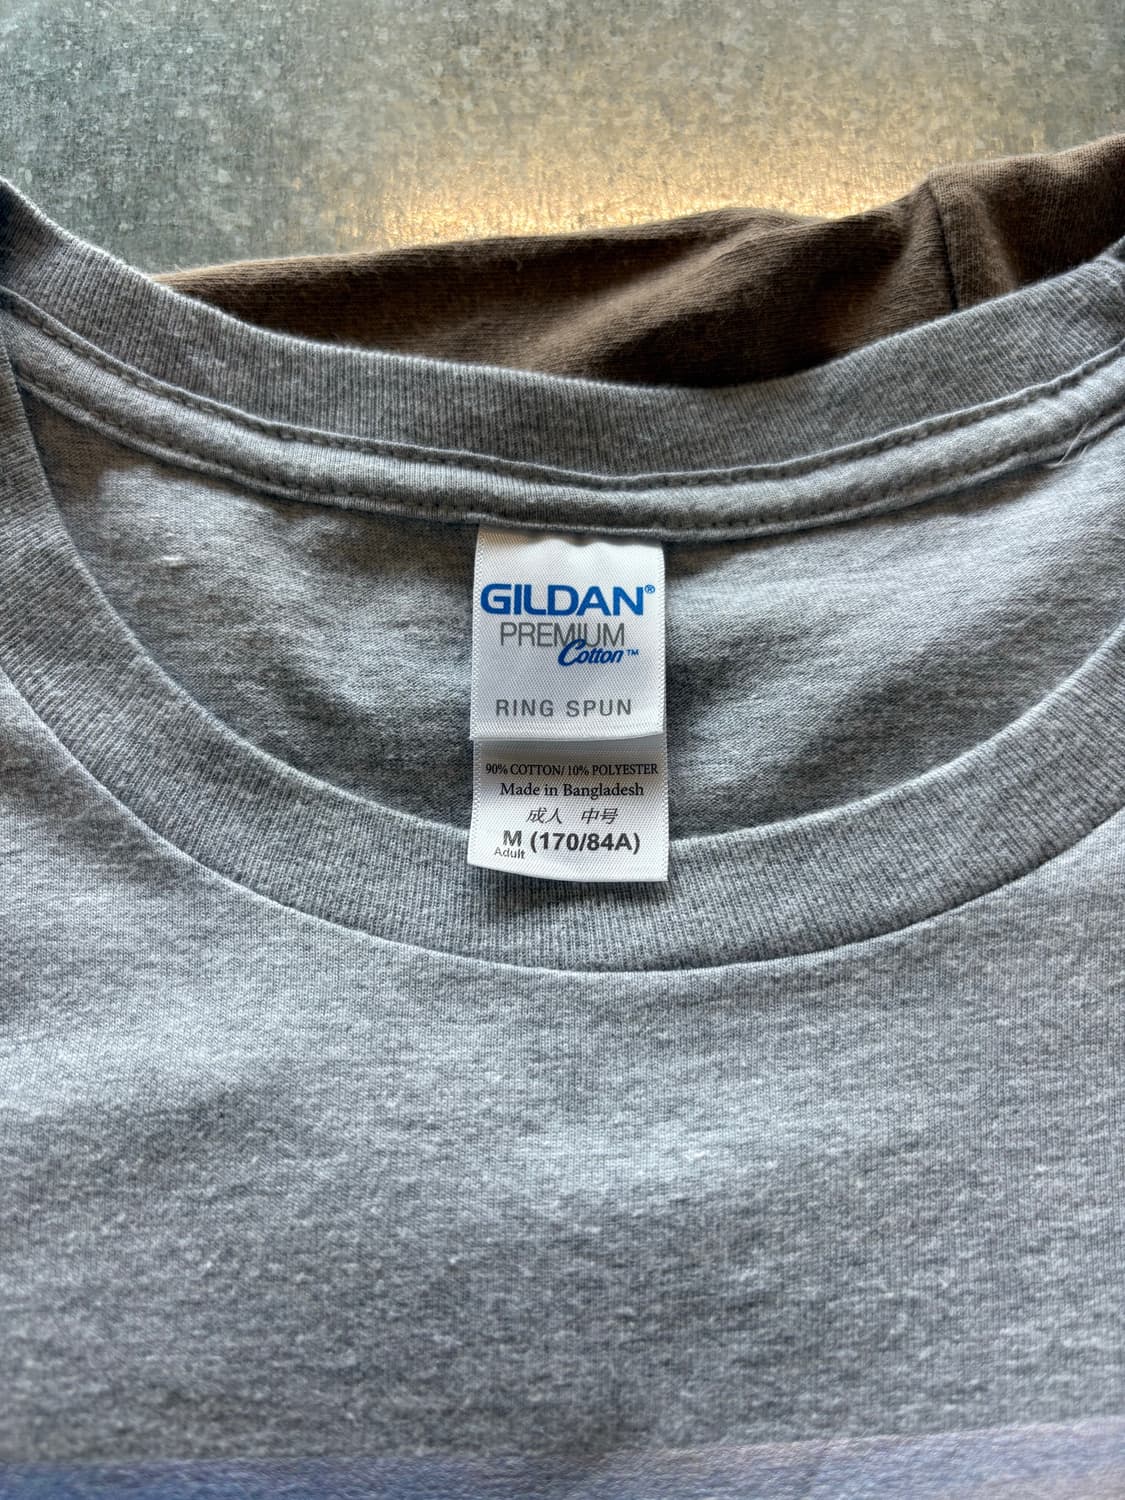 GILDAN®
PREMIUM
Cotton™
RING SPUN
90% COTTON/ 10% POLYESTER
Made in Bangladesh
成人 中号
M (170/84A)
Adult